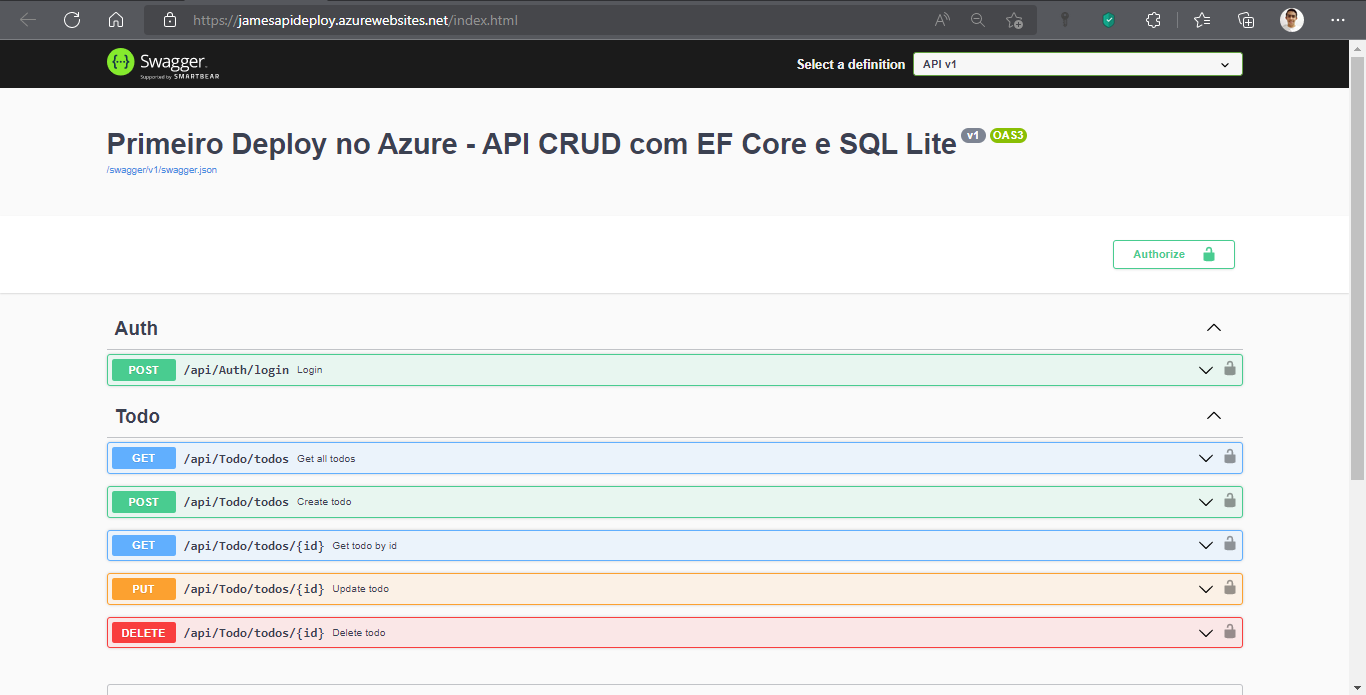 https://jamesapideploy.azurewebsites.net/index.html
Swagger.
Supported by SMARTBEAR
Select a definition
API v1
Primeiro Deploy no Azure - API CRUD com EF Core e SQL Lite v1 OAS3
/swagger/v1/swagger.json
Authorize
Auth
POST /api/Auth/login Login
Todo
GET /api/Todo/todos Get all todos
POST /api/Todo/todos Create todo
GET /api/Todo/todos/{id} Get todo by id
PUT /api/Todo/todos/{id} Update todo
DELETE /api/Todo/todos/{id} Delete todo